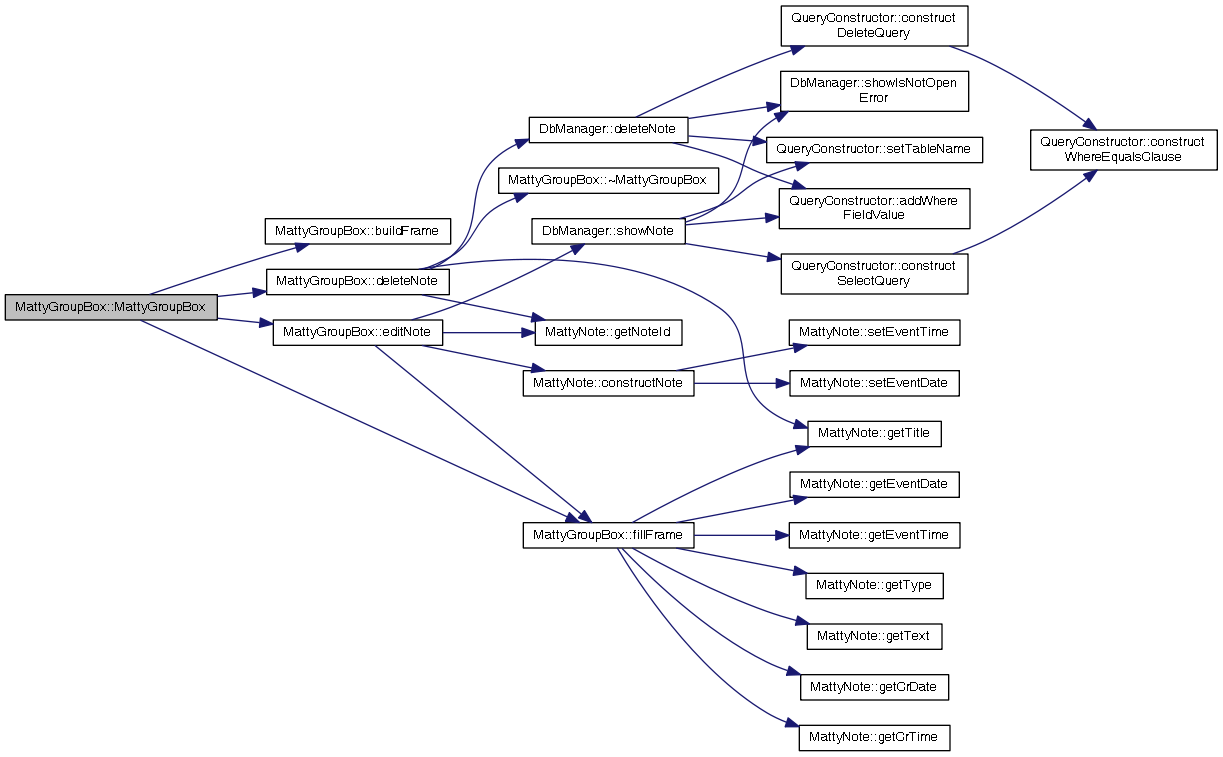 QueryConstructor::construct
DeleteQuery
DbManager::showIsNotOpen
Error
DbManager::deleteNote
QueryConstructor::setTableName
QueryConstructor::construct
WhereEqualsClause
MattyGroupBox::~MattyGroupBox
QueryConstructor::addWhere
FieldValue
MattyGroupBox::buildFrame
DbManager::showNote
MattyGroupBox::deleteNote
QueryConstructor::construct
SelectQuery
MattyGroupBox::MattyGroupBox
MattyGroupBox::editNote
MattyNote::getNoteId
MattyNote::setEventTime
MattyNote::constructNote
MattyNote::setEventDate
MattyNote::getTitle
MattyNote::getEventDate
MattyGroupBox::fillFrame
MattyNote::getEventTime
MattyNote::getType
MattyNote::getText
MattyNote::getCrDate
MattyNote::getCrTime